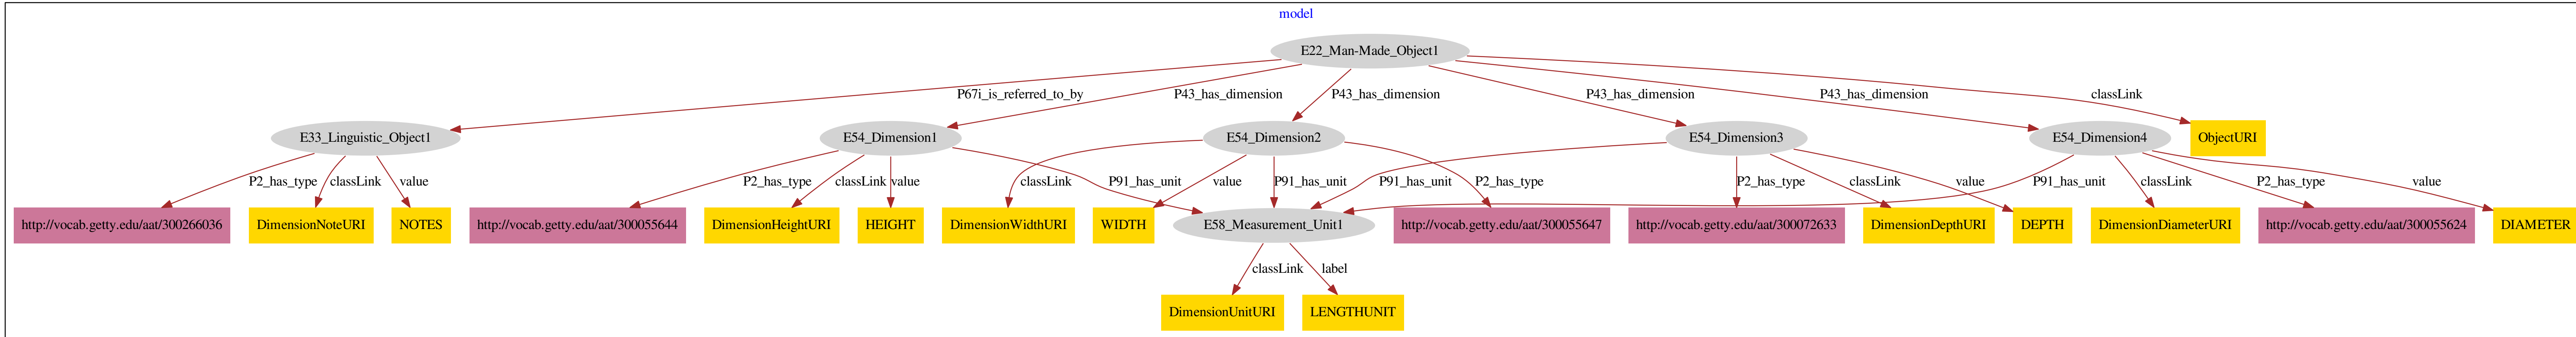 model
E22_Man-Made_Object1
P67i_is_referred_to_by P43_has_dimension P43_has_dimension P43_has_dimension P43_has_dimension classLink
E33_Linguistic_Object1 E54_Dimension1 E54_Dimension2 E54_Dimension3 E54_Dimension4 ObjectURI
P2_has_type classLink value P2_has_type classLink value P91_has_unit classLink value P91_has_unit P91_has_unit P2_has_type P2_has_type classLink value P91_has_unit classLink P2_has_type value
http://vocab.getty.edu/aat/300266036 DimensionNoteURI NOTES http://vocab.getty.edu/aat/300055644 DimensionHeightURI HEIGHT DimensionWidthURI WIDTH E58_Measurement_Unit1 http://vocab.getty.edu/aat/300055647 http://vocab.getty.edu/aat/300072633 DimensionDepthURI DEPTH DimensionDiameterURI http://vocab.getty.edu/aat/300055624 DIAMETER
classLink label
DimensionUnitURI LENGTHUNIT